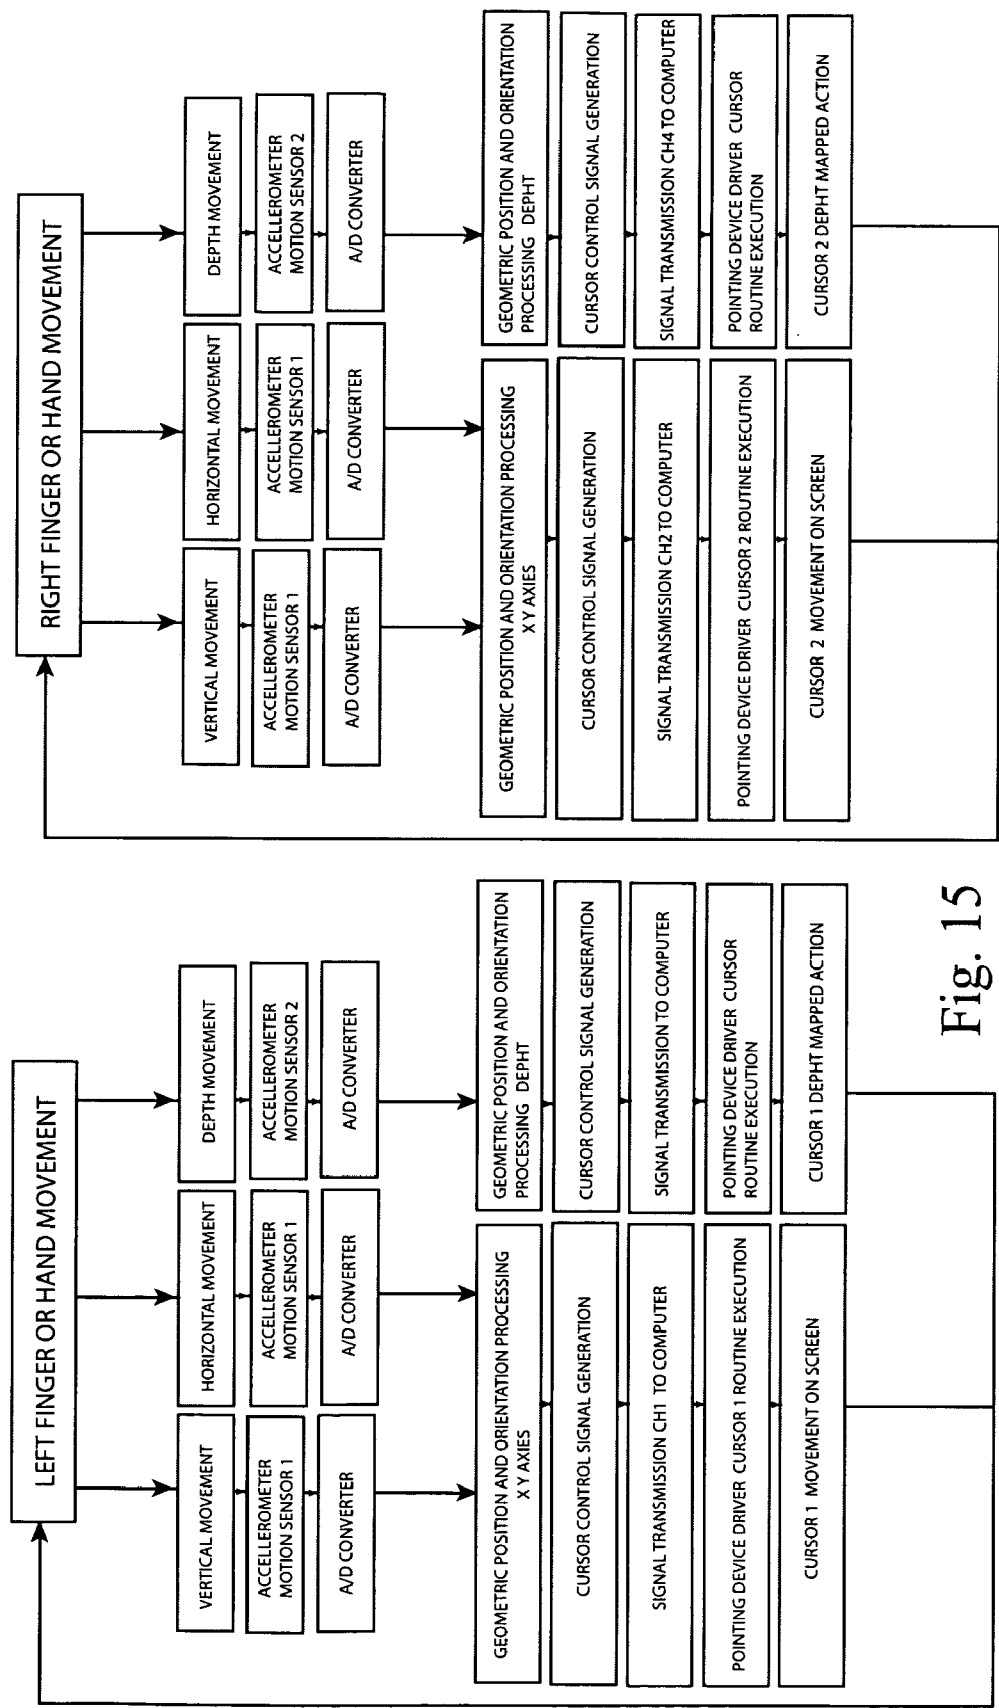 LEFT FINGER OR HAND MOVEMENT
VERTICAL MOVEMENT
HORIZONTAL MOVEMENT
DEPTH MOVEMENT
ACCELLEROMETER
MOTION SENSOR 1
ACCELLEROMETER
MOTION SENSOR 1
ACCELLEROMETER
MOTION SENSOR 2
A/D CONVERTER
A/D CONVERTER
A/D CONVERTER
GEOMETRIC POSITION AND ORIENTATION PROCESSING
X Y AXIES
GEOMETRIC POSITION AND ORIENTATION
PROCESSING DEPHT
CURSOR CONTROL SIGNAL GENERATION
CURSOR CONTROL SIGNAL GENERATION
SIGNAL TRANSMISSION CH1 TO COMPUTER
SIGNAL TRANSMISSION TO COMPUTER
POINTING DEVICE DRIVER CURSOR 1 ROUTINE EXECUTION
POINTING DEVICE DRIVER CURSOR
ROUTINE EXECUTION
CURSOR 1 MOVEMENT ON SCREEN
CURSOR 1 DEPHT MAPPED ACTION
RIGHT FINGER OR HAND MOVEMENT
VERTICAL MOVEMENT
HORIZONTAL MOVEMENT
DEPTH MOVEMENT
ACCELLEROMETER
MOTION SENSOR 1
ACCELLEROMETER
MOTION SENSOR 1
ACCELLEROMETER
MOTION SENSOR 2
A/D CONVERTER
A/D CONVERTER
A/D CONVERTER
GEOMETRIC POSITION AND ORIENTATION PROCESSING
X Y AXIES
GEOMETRIC POSITION AND ORIENTATION
PROCESSING DEPHT
CURSOR CONTROL SIGNAL GENERATION
CURSOR CONTROL SIGNAL GENERATION
SIGNAL TRANSMISSION CH2 TO COMPUTER
SIGNAL TRANSMISSION CH4 TO COMPUTER
POINTING DEVICE DRIVER CURSOR 2 ROUTINE EXECUTION
POINTING DEVICE DRIVER CURSOR
ROUTINE EXECUTION
CURSOR 2 MOVEMENT ON SCREEN
CURSOR 2 DEPHT MAPPED ACTION
Fig. 15